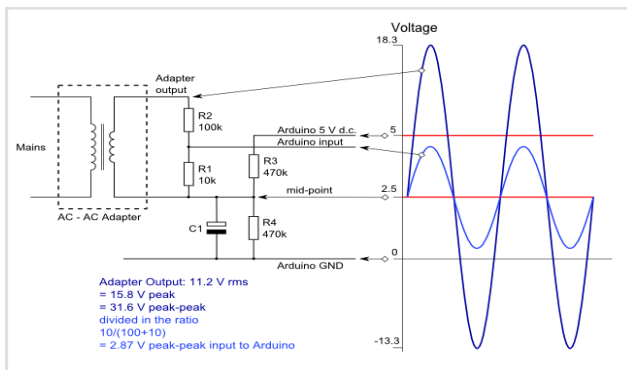 Voltage
18.3
Adapter
output
R2
100k
Arduino 5 V d.c.
5
Arduino input
Mains
R1
10k
R3
470k
mid-point
2.5
AC - AC Adapter
C1
R4
470k
Arduino GND
0
Adapter Output: 11.2 V rms
= 15.8 V peak
= 31.6 V peak-peak
divided in the ratio
10/(100+10)
= 2.87 V peak-peak input to Arduino
-13.3